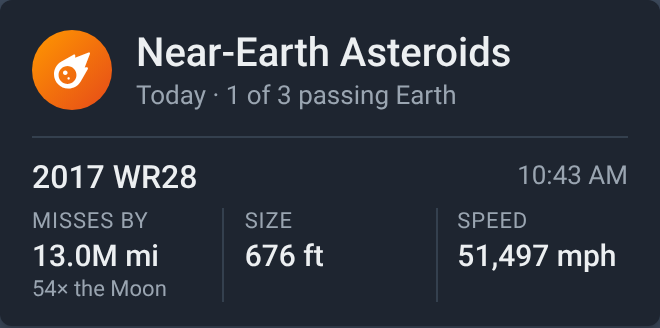 Near-Earth Asteroids
Today · 1 of 3 passing Earth
2017 WR28
10:43 AM
MISSES BY
13.0M mi
54× the Moon
SIZE
676 ft
SPEED
51,497 mph